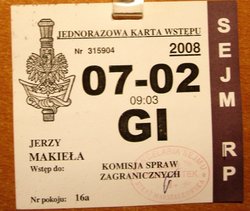 JEDNORAZOWA KARTA WSTĘPU
Nr 315904
2008
07-02
09:03
GI
JERZY
MAKIEŁA
Wstęp do:
KOMISJA SPRAW
ZAGRANICZNYCH
Nr pokoju: 16a
SEJM RP